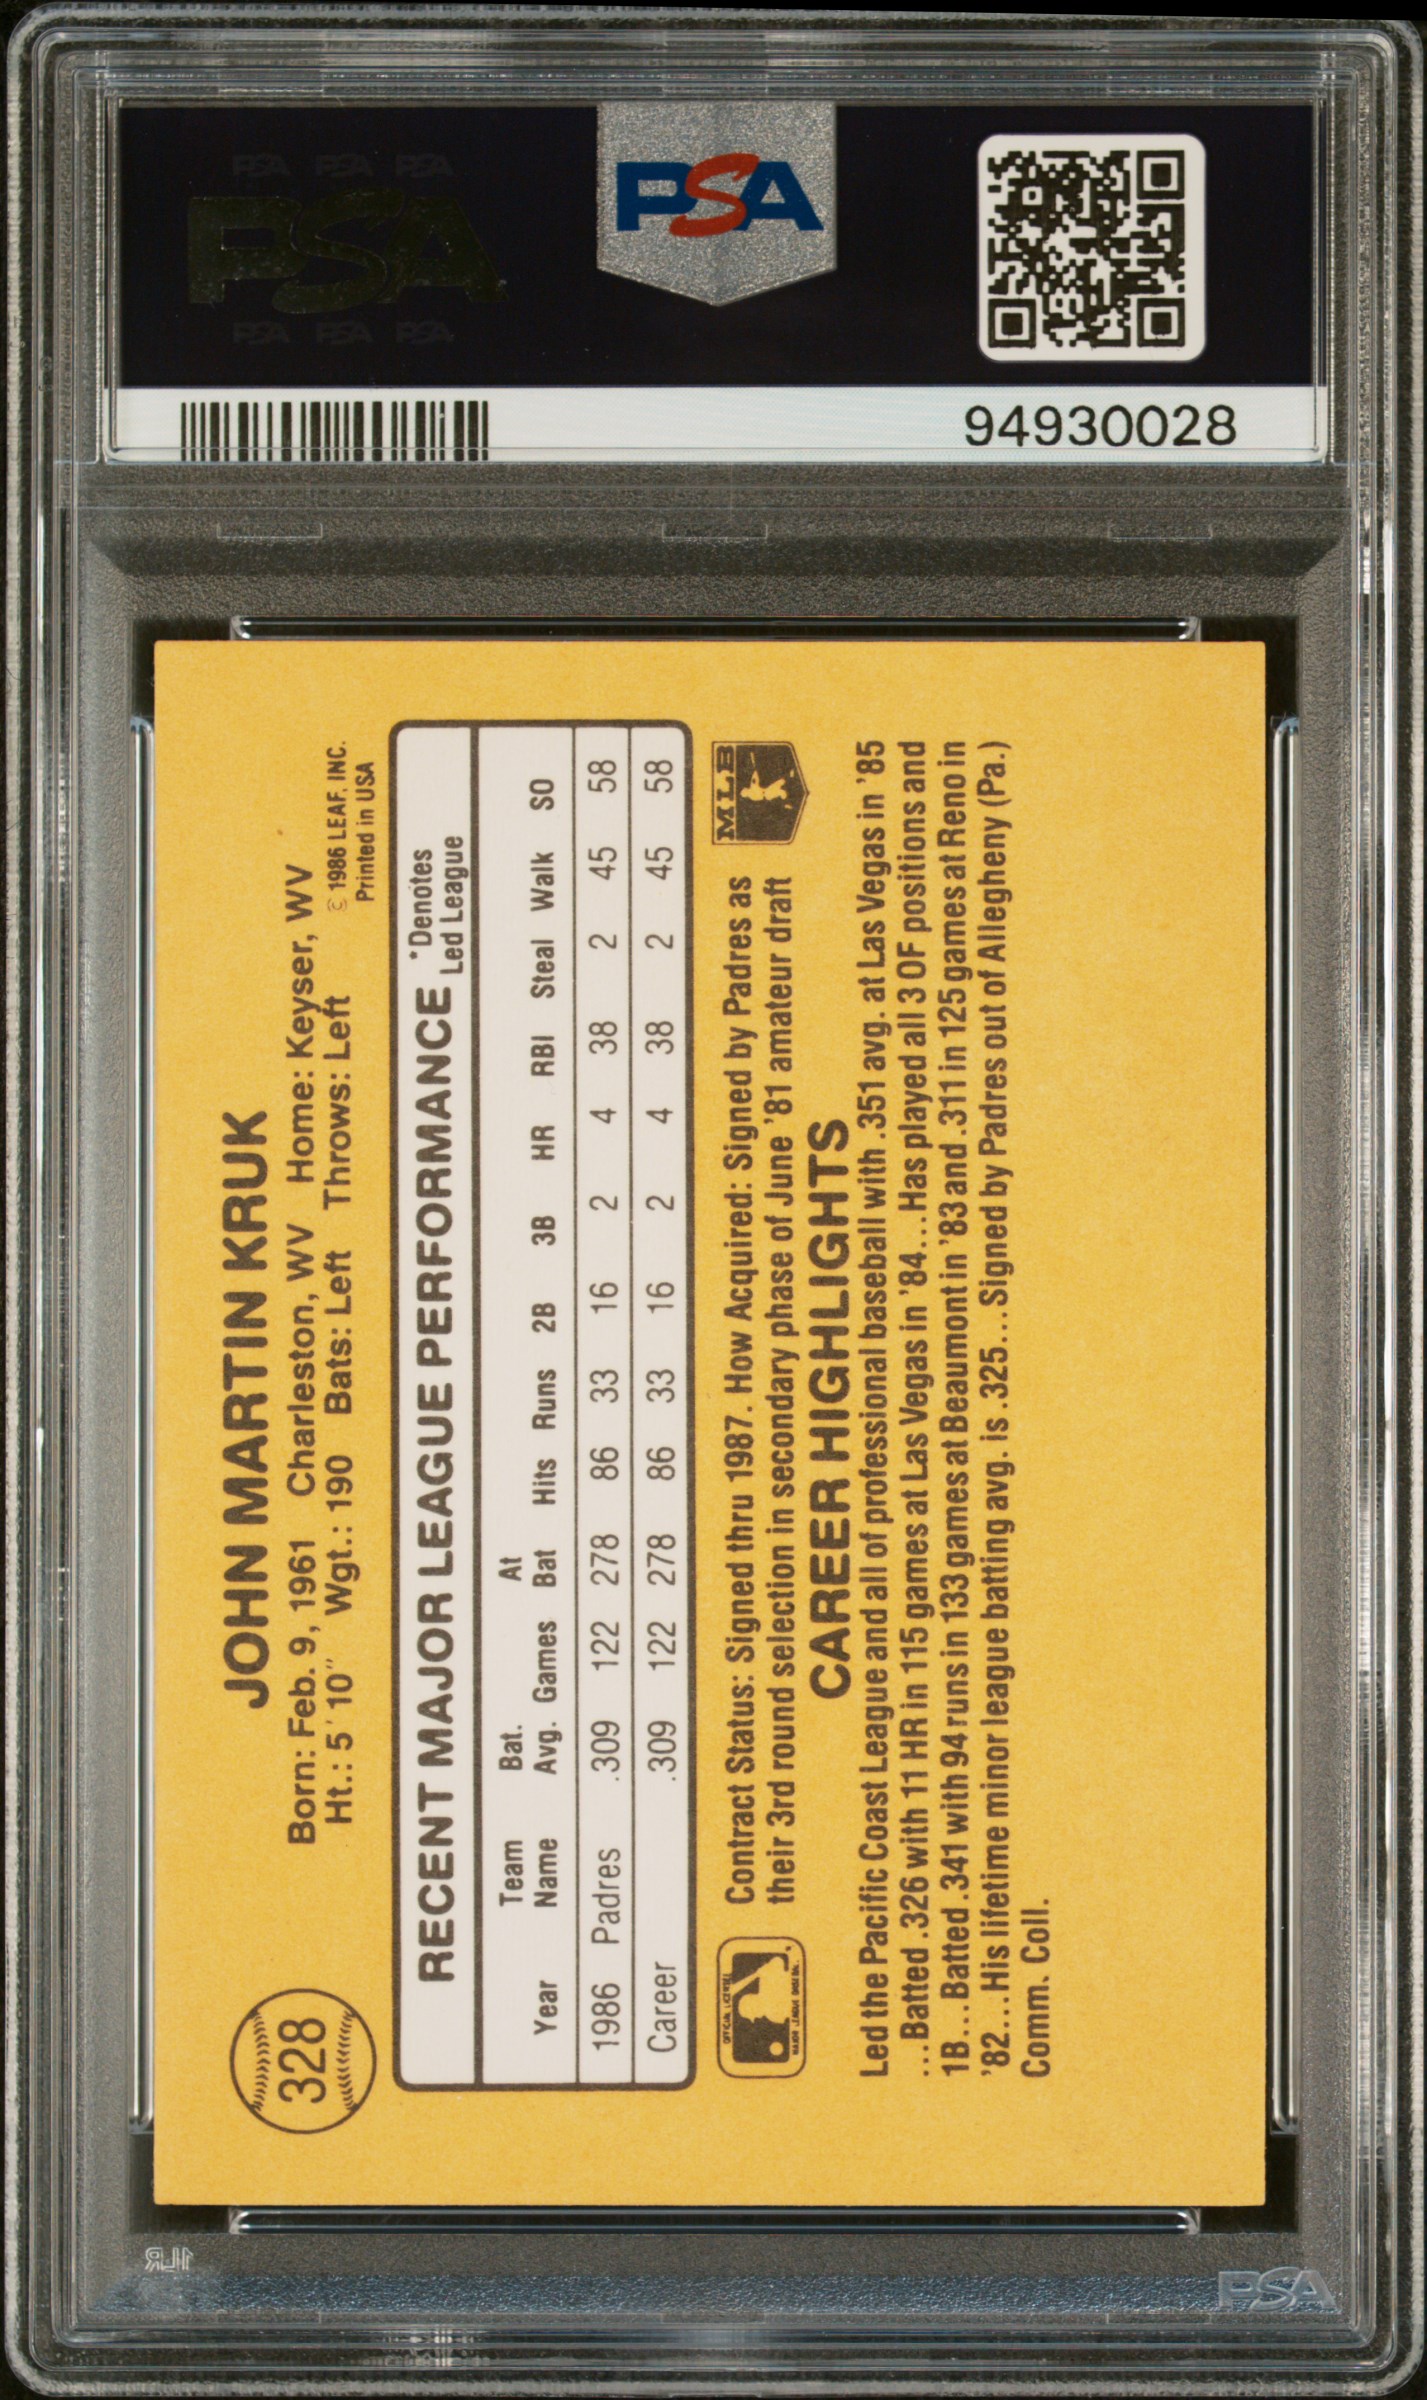 PSA PSA PSA
PSA
PSA PSA PSA
PSA
94930028
328
JOHN MARTIN KRUK
Born: Feb. 9, 1961 Charleston, WV Home: Keyser, WV
Ht.: 5' 10" Wgt.: 190 Bats: Left Throws: Left
© 1986 LEAF, INC.
Printed in USA
RECENT MAJOR LEAGUE PERFORMANCE
*Denotes
Led League
Year Team Name Bat. Avg. Games At Bat Hits Runs 2B 3B HR RBI Steal Walk SO
1986 Padres .309 122 278 86 33 16 2 4 38 2 45 58
Career .309 122 278 86 33 16 2 4 38 2 45 58
Contract Status: Signed thru 1987. How Acquired: Signed by Padres as
their 3rd round selection in secondary phase of June '81 amateur draft
MLB
CAREER HIGHLIGHTS
Led the Pacific Coast League and all of professional baseball with .351 avg. at Las Vegas in '85
...Batted .326 with 11 HR in 115 games at Las Vegas in '84...Has played all 3 OF positions and
1B...Batted .341 with 94 runs in 133 games at Beaumont in '83 and .311 in 125 games at Reno in
'82...His lifetime minor league batting avg. is .325...Signed by Padres out of Allegheny (Pa.)
Comm. Coll.
PSA